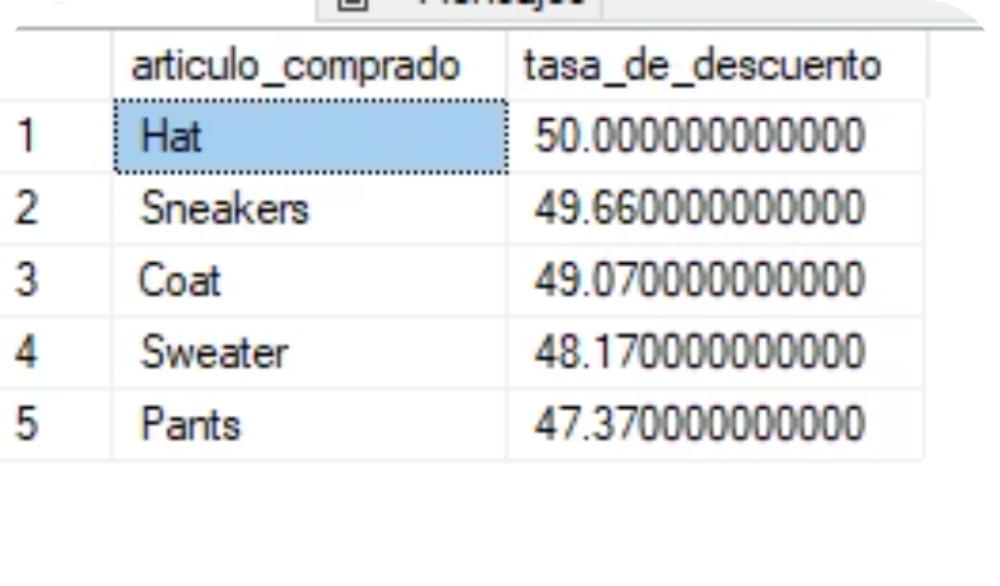 Mensajes
articulo_comprado tasa_de_descuento
1 Hat 50.000000000000
2 Sneakers 49.660000000000
3 Coat 49.070000000000
4 Sweater 48.170000000000
5 Pants 47.370000000000